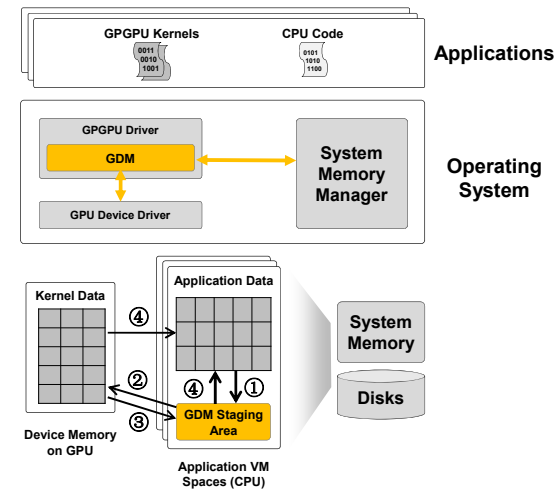 GPGPU Kernels
CPU Code
0011
0010
1001
0101
1010
1100
Applications
GPGPU Driver
GDM
GPU Device Driver
System
Memory
Manager
Operating
System
Kernel Data
Application Data
④
②
③
④
①
GDM Staging
Area
System
Memory
Disks
Device Memory
on GPU
Application VM
Spaces (CPU)